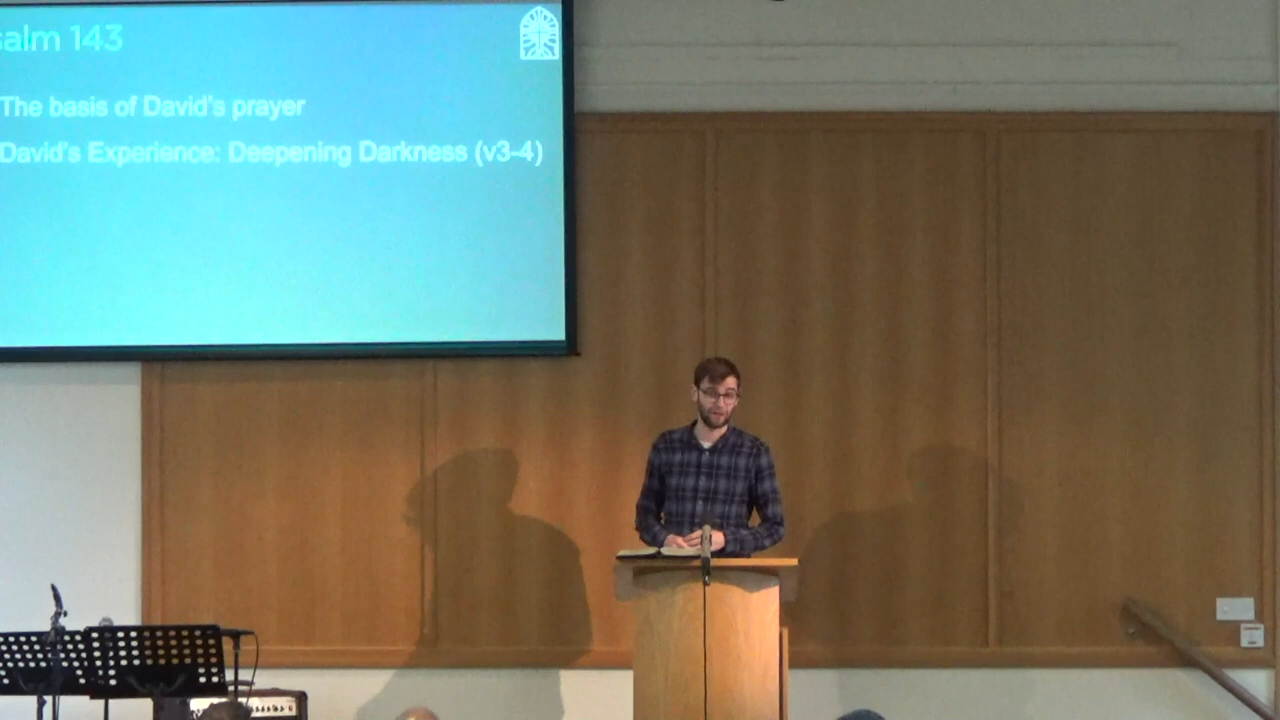 salm 143
The basis of David's prayer
David's Experience: Deepening Darkness (v3-4)